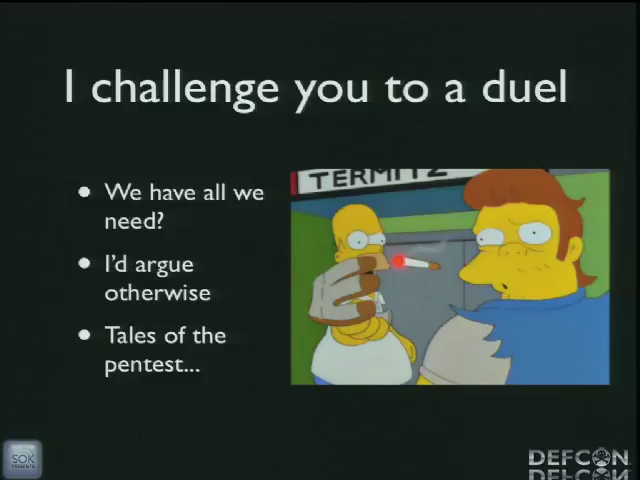 I challenge you to a duel
• We have all we
need?
• I'd argue
otherwise
• Tales of the
pentest...
TERMITZ
SOK
DEFCON